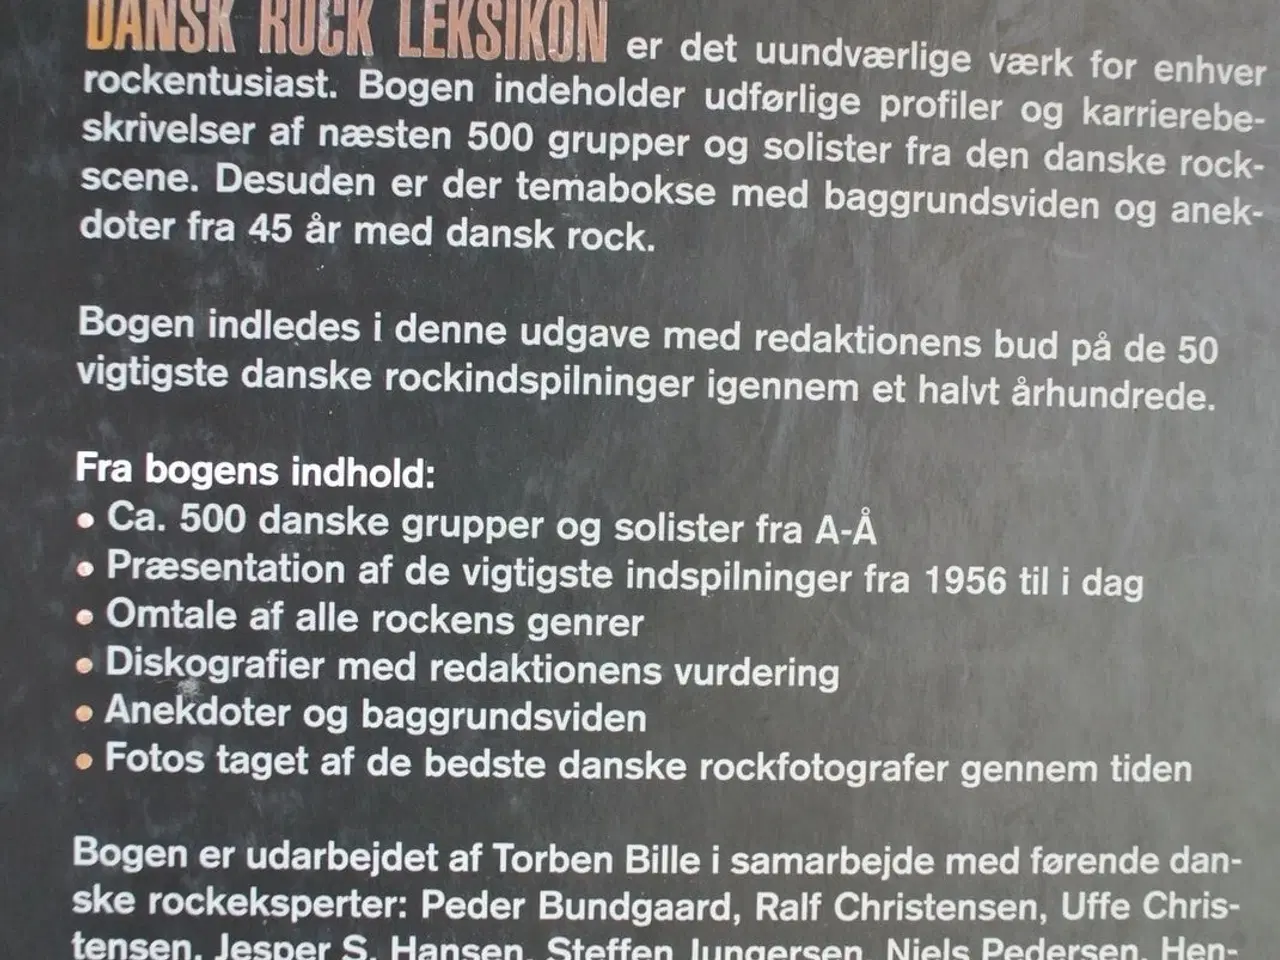 DANSK ROCK LEKSIKON er det uundværlige værk for enhver
rockentusiast. Bogen indeholder udførlige profiler og karrierebe-
skrivelser af næsten 500 grupper og solister fra den danske rock-
scene. Desuden er der temabokse med baggrundsviden og anek-
doter fra 45 år med dansk rock.
Bogen indledes i denne udgave med redaktionens bud på de 50
vigtigste danske rockindspilninger igennem et halvt århundrede.
Fra bogens indhold:
• Ca. 500 danske grupper og solister fra A-Å
• Præsentation af de vigtigste indspilninger fra 1956 til i dag
• Omtale af alle rockens genrer
• Diskografier med redaktionens vurdering
• Anekdoter og baggrundsviden
• Fotos taget af de bedste danske rockfotografer gennem tiden
Bogen er udarbejdet af Torben Bille i samarbejde med førende dan-
ske rockeksperter: Peder Bundgaard, Ralf Christensen, Uffe Chris-
tensen, Jesper S. Hansen, Steffen Jungersen, Niels Pedersen, Hen-